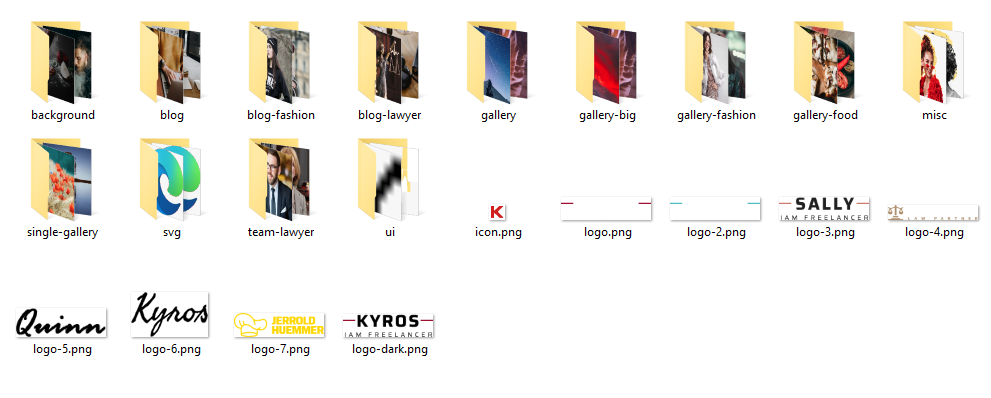 background
blog
blog-fashion
blog-lawyer
gallery
gallery-big
gallery-fashion
gallery-food
misc
single-gallery
svg
team-lawyer
ui
K
icon.png
logo.png
logo-2.png
SALLY
IAM FREELANCER
logo-3.png
LAW PARTNER
logo-4.png
Quinn
logo-5.png
Kyros
logo-6.png
JERROLD
HUEMMER
logo-7.png
KYROS
IAM FREELANCER
logo-dark.png